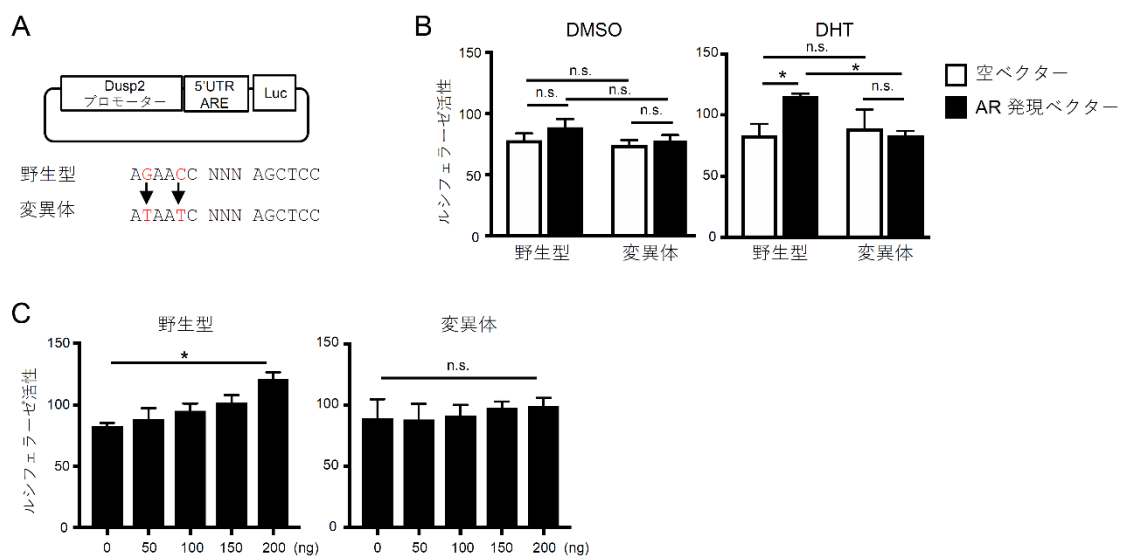 A
Dusp2
プロモーター
5'UTR
ARE
Luc
野生型 AGAACC NNN AGCTCC
変異体 ATAATC NNN AGCTCC
B
DMSO
ルシフェラーゼ活性
150
100
50
0
n.s.
n.s.
n.s.
n.s.
野生型 変異体
DHT
150
100
50
0
n.s.
*
*
n.s.
野生型 変異体
空ベクター
AR 発現ベクター
C
野生型
ルシフェラーゼ活性
150
100
50
0
*
0 50 100 150 200 (ng)
変異体
150
100
50
0
n.s.
0 50 100 150 200 (ng)